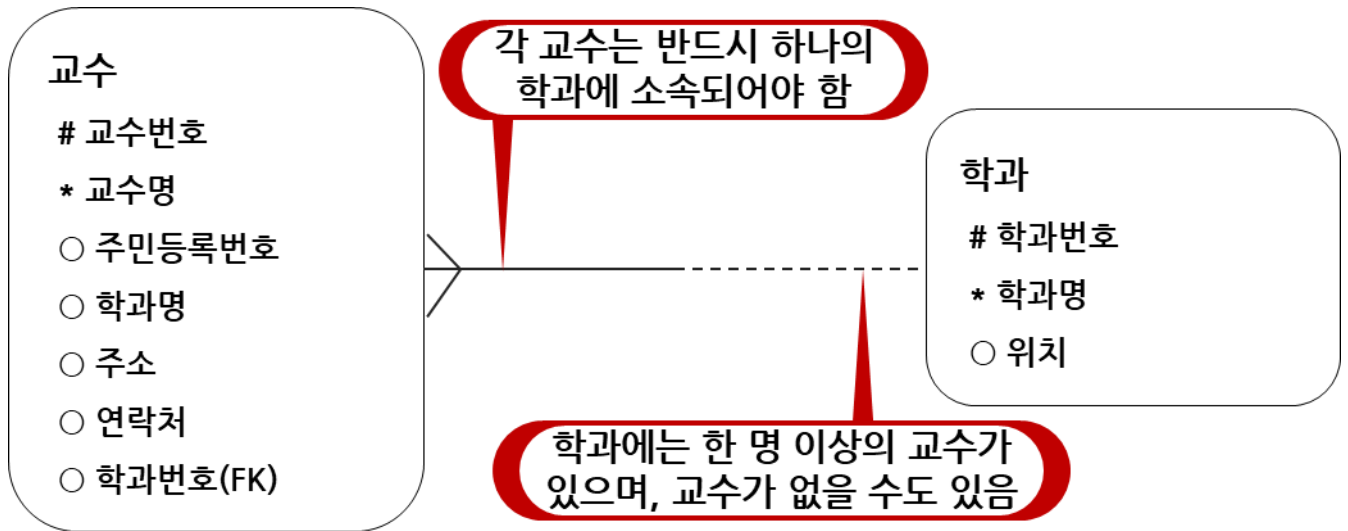 교수
# 교수번호
* 교수명
○ 주민등록번호
○ 학과명
○ 주소
○ 연락처
○ 학과번호(FK)
각 교수는 반드시 하나의
학과에 소속되어야 함
학과
# 학과번호
* 학과명
○ 위치
학과에는 한 명 이상의 교수가
있으며, 교수가 없을 수도 있음